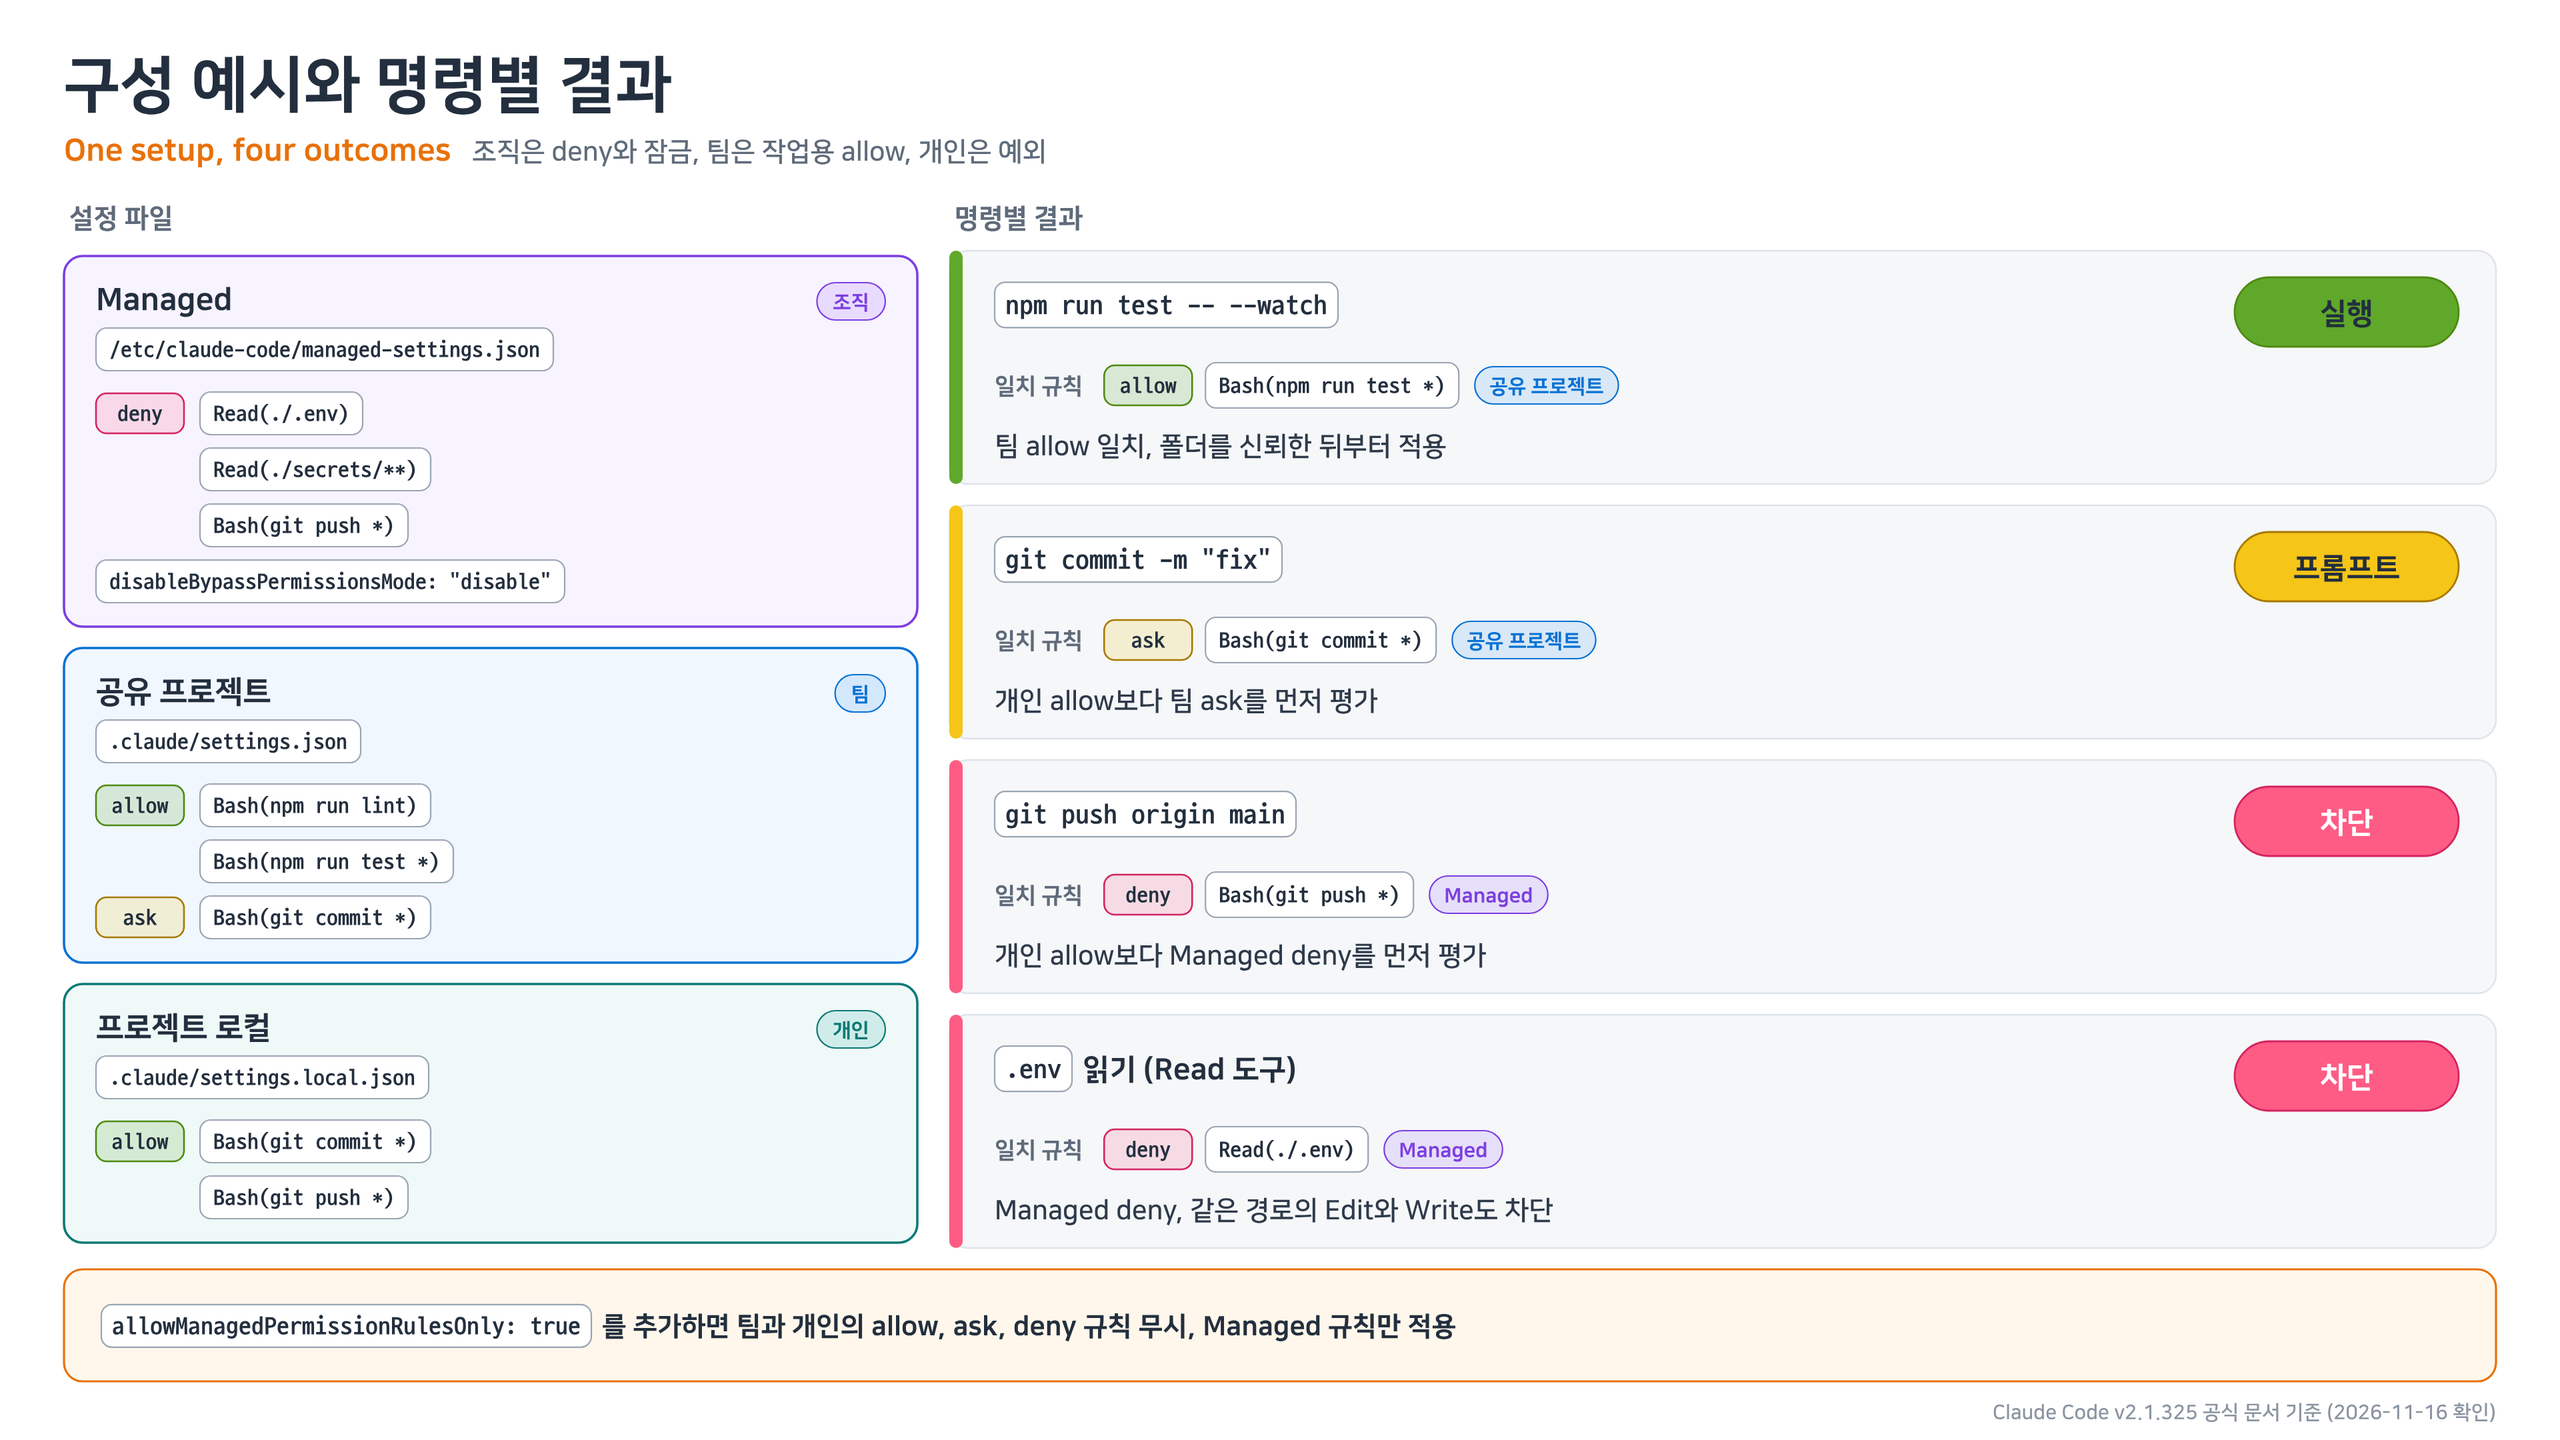 구성 예시와 명령별 결과
One setup, four outcomes 조직은 deny와 잠금, 팀은 작업용 allow, 개인은 예외
설정 파일
Managed 조직
/etc/claude-code/managed-settings.json
deny Read(./.env)
Read(./secrets/**)
Bash(git push *)
disableBypassPermissionsMode: "disable"
공유 프로젝트 팀
.claude/settings.json
allow Bash(npm run lint)
Bash(npm run test *)
ask Bash(git commit *)
프로젝트 로컬 개인
.claude/settings.local.json
allow Bash(git commit *)
Bash(git push *)
명령별 결과
npm run test -- --watch 실행
일치 규칙 allow Bash(npm run test *) 공유 프로젝트
팀 allow 일치, 폴더를 신뢰한 뒤부터 적용
git commit -m "fix" 프롬프트
일치 규칙 ask Bash(git commit *) 공유 프로젝트
개인 allow보다 팀 ask를 먼저 평가
git push origin main 차단
일치 규칙 deny Bash(git push *) Managed
개인 allow보다 Managed deny를 먼저 평가
.env 읽기 (Read 도구) 차단
일치 규칙 deny Read(./.env) Managed
Managed deny, 같은 경로의 Edit와 Write도 차단
allowManagedPermissionRulesOnly: true 를 추가하면 팀과 개인의 allow, ask, deny 규칙 무시, Managed 규칙만 적용
Claude Code v2.1.325 공식 문서 기준 (2026-11-16 확인)